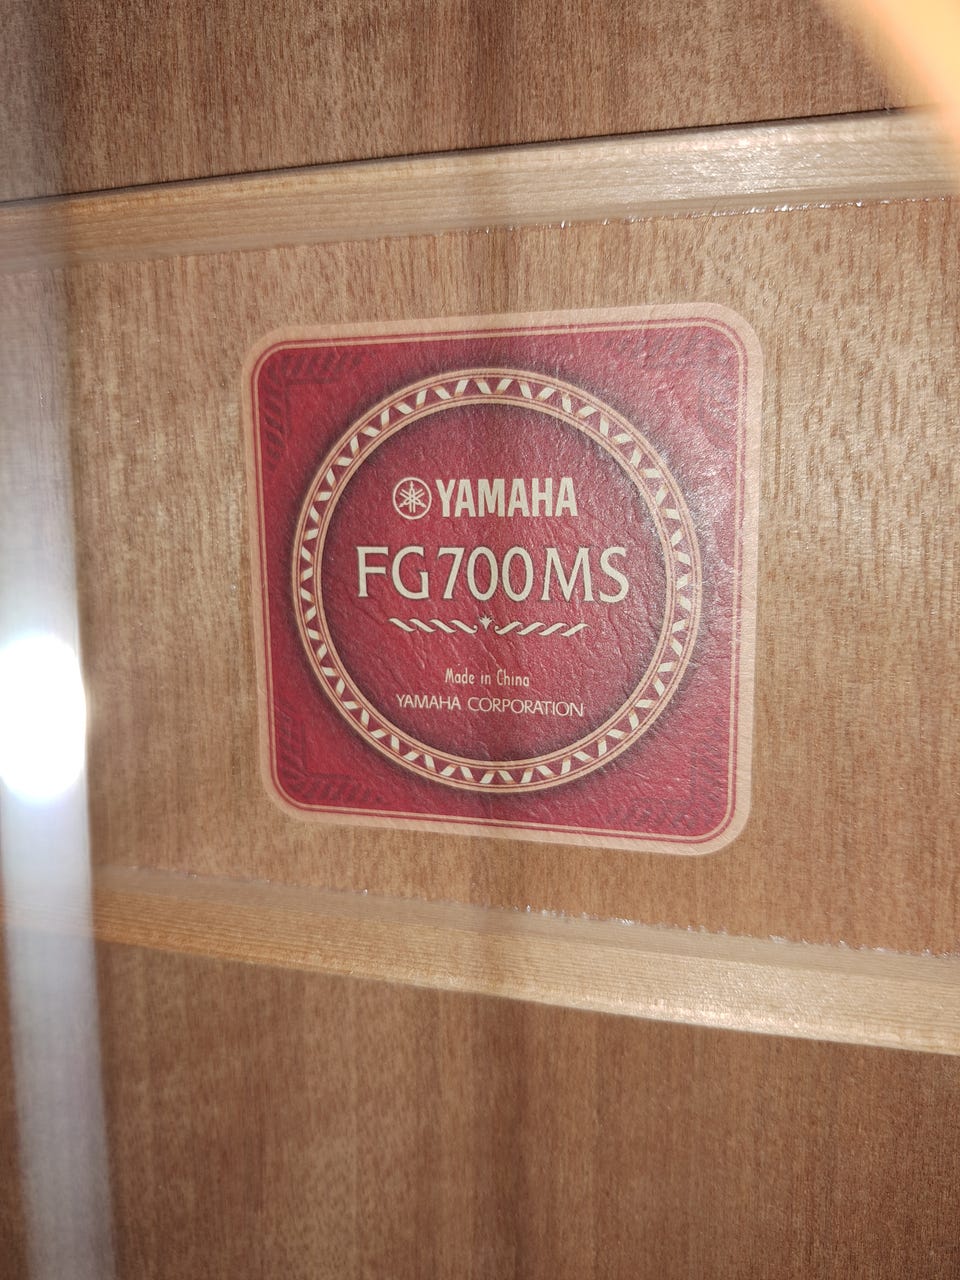 YAMAHA
FG700MS
Made in China
YAMAHA CORPORATION